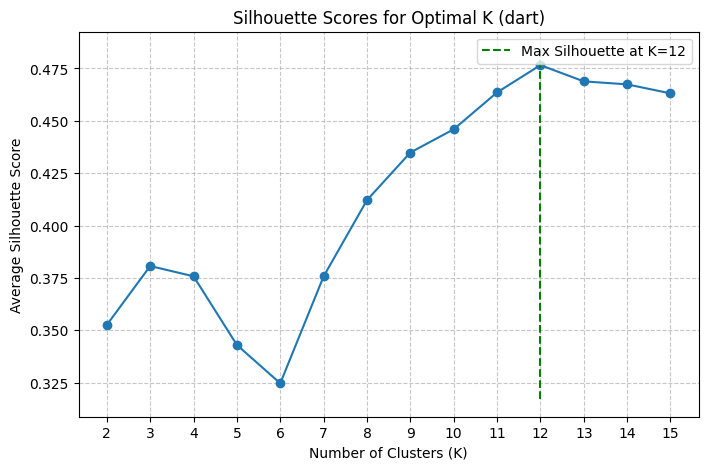 Silhouette Scores for Optimal K (dart)
Max Silhouette at K=12
Average Silhouette Score
0.475
0.450
0.425
0.400
0.375
0.350
0.325
2 3 4 5 6 7 8 9 10 11 12 13 14 15
Number of Clusters (K)